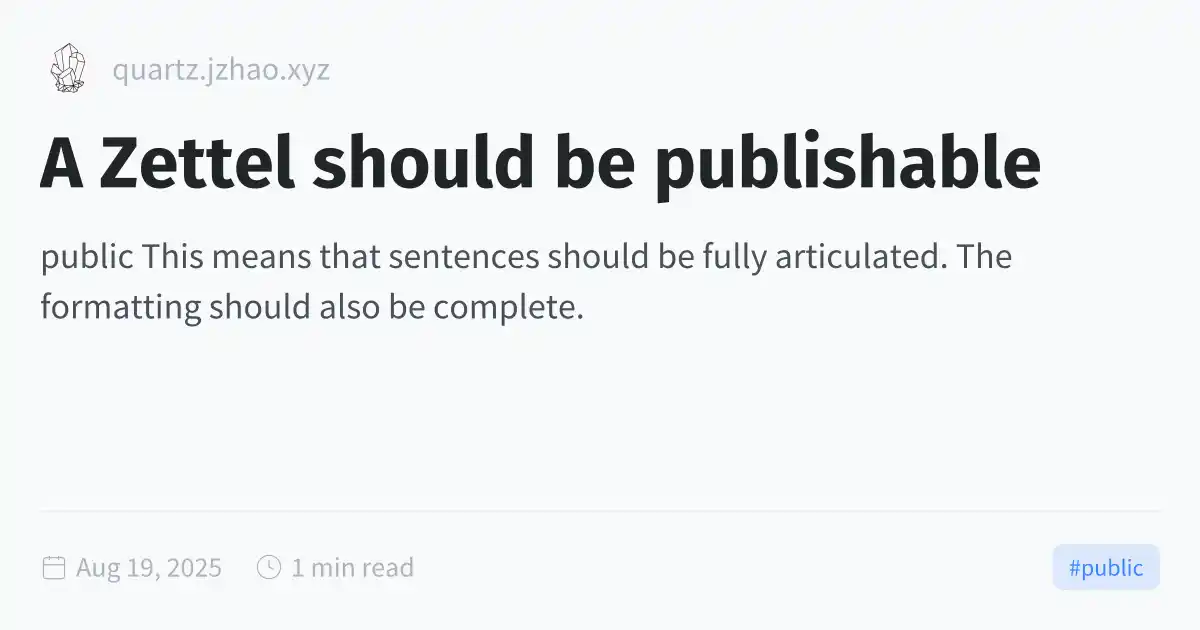 quartz.jzhao.xyz
A Zettel should be publishable
public This means that sentences should be fully articulated. The
formatting should also be complete.
Aug 19, 2025 1 min read #public